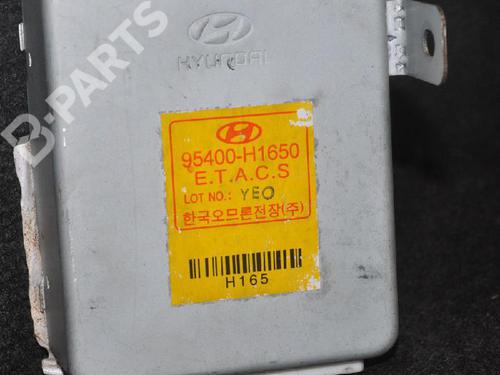 B-PARTS
HYUNDAI
95400-H1650
E.T.A.C.S
LOT NO.: YEO
한국오므론전장(주)
H165